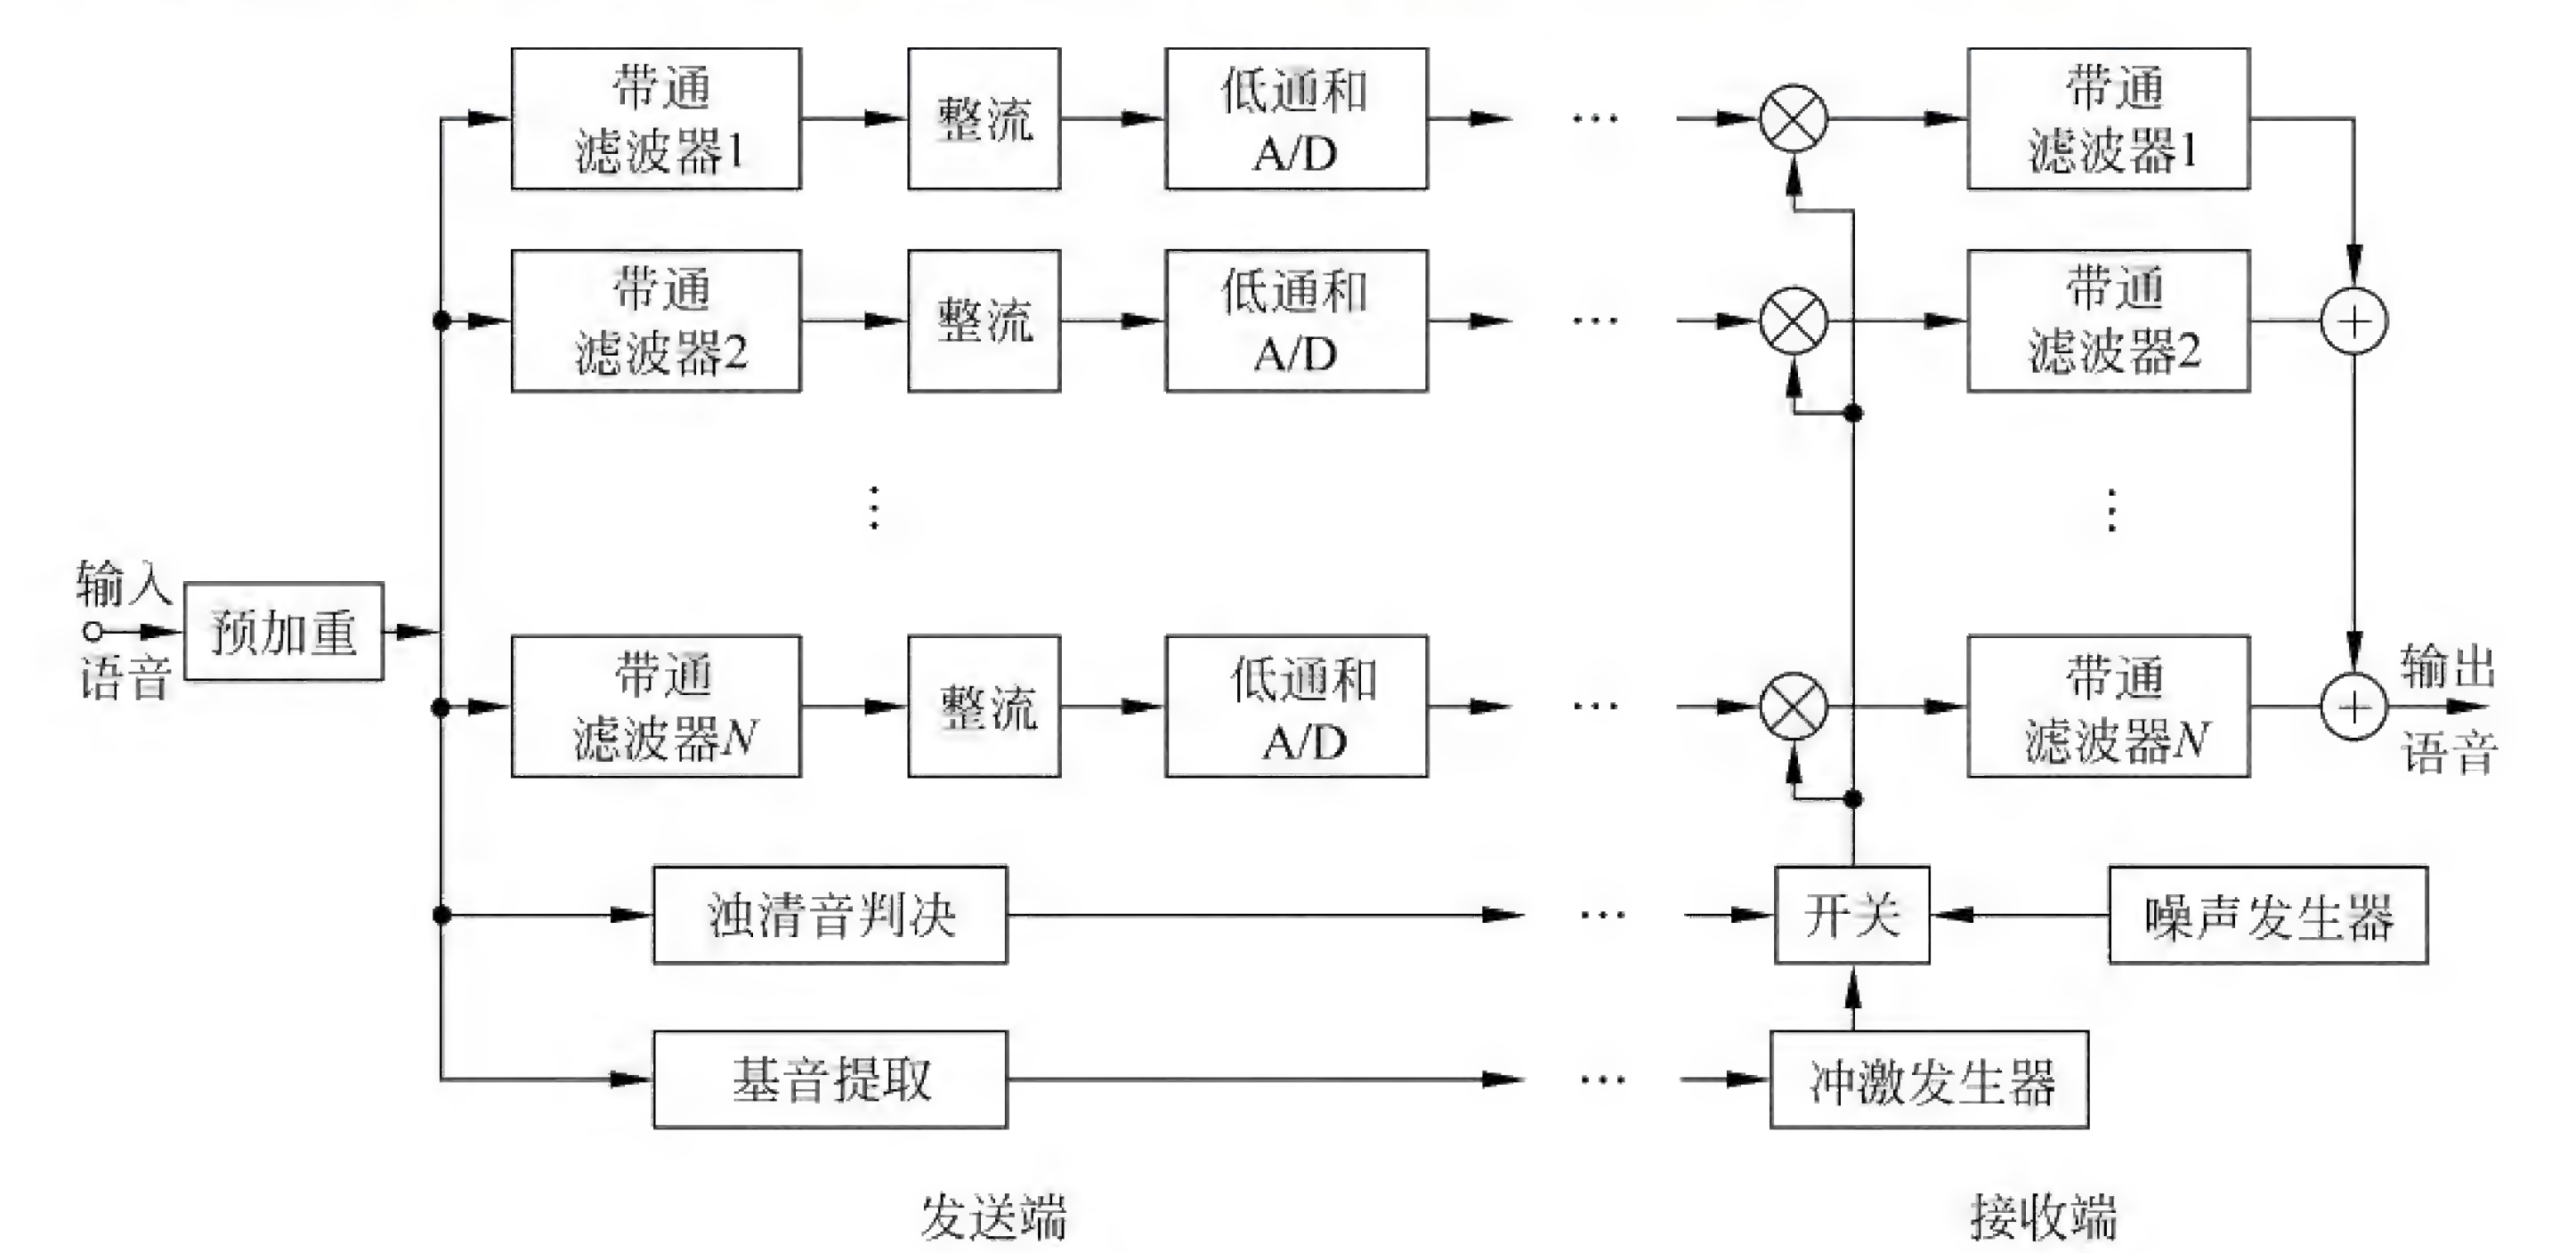 带通
滤波器1
整流
低通和
A/D
...
带通
滤波器1
带通
滤波器2
整流
低通和
A/D
...
带通
滤波器2
输入
语音
预加重
带通
滤波器N
整流
低通和
A/D
...
带通
滤波器N
输出
语音
浊清音判决
...
开关
噪声发生器
基音提取
...
冲激发生器
发送端
接收端